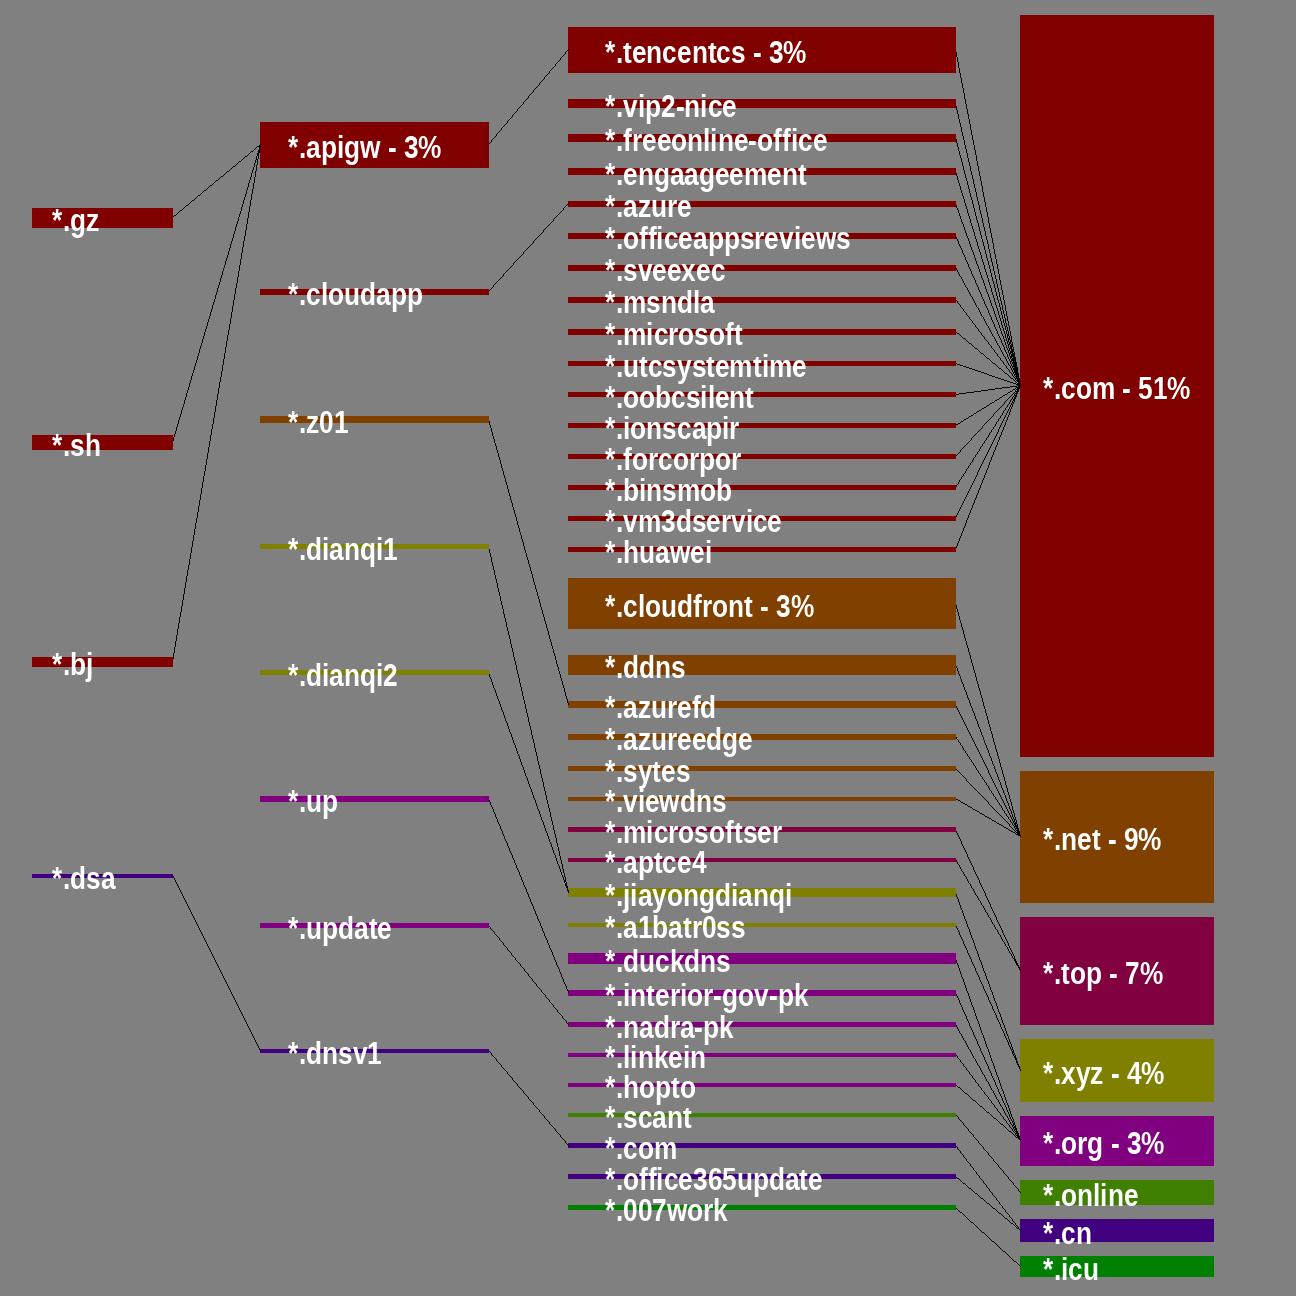 *.gz
*.sh
*.bj
*.dsa
*.apigw - 3%
*.cloudapp
*.z01
*.dianqi1
*.dianqi2
*.up
*.update
*.dnsv1
*.tencentcs - 3%
*.vip2-nice
*.freeonline-office
*.engaageement
*.azure
*.officeappsreviews
*.sveexec
*.msndla
*.microsoft
*.utcsystemtime
*.oobcsilent
*.ionscapir
*.forcorpor
*.binsmob
*.vm3dservice
*.huawei
*.cloudfront - 3%
*.ddns
*.azurefd
*.azureedge
*.sytes
*.viewdns
*.microsoftser
*.aptce4
*.jiayongdianqi
*.a1batr0ss
*.duckdns
*.interior-gov-pk
*.nadra-pk
*.linkein
*.hopto
*.scant
*.com
*.office365update
*.007work
*.com - 51%
*.net - 9%
*.top - 7%
*.xyz - 4%
*.org - 3%
*.online
*.cn
*.icu